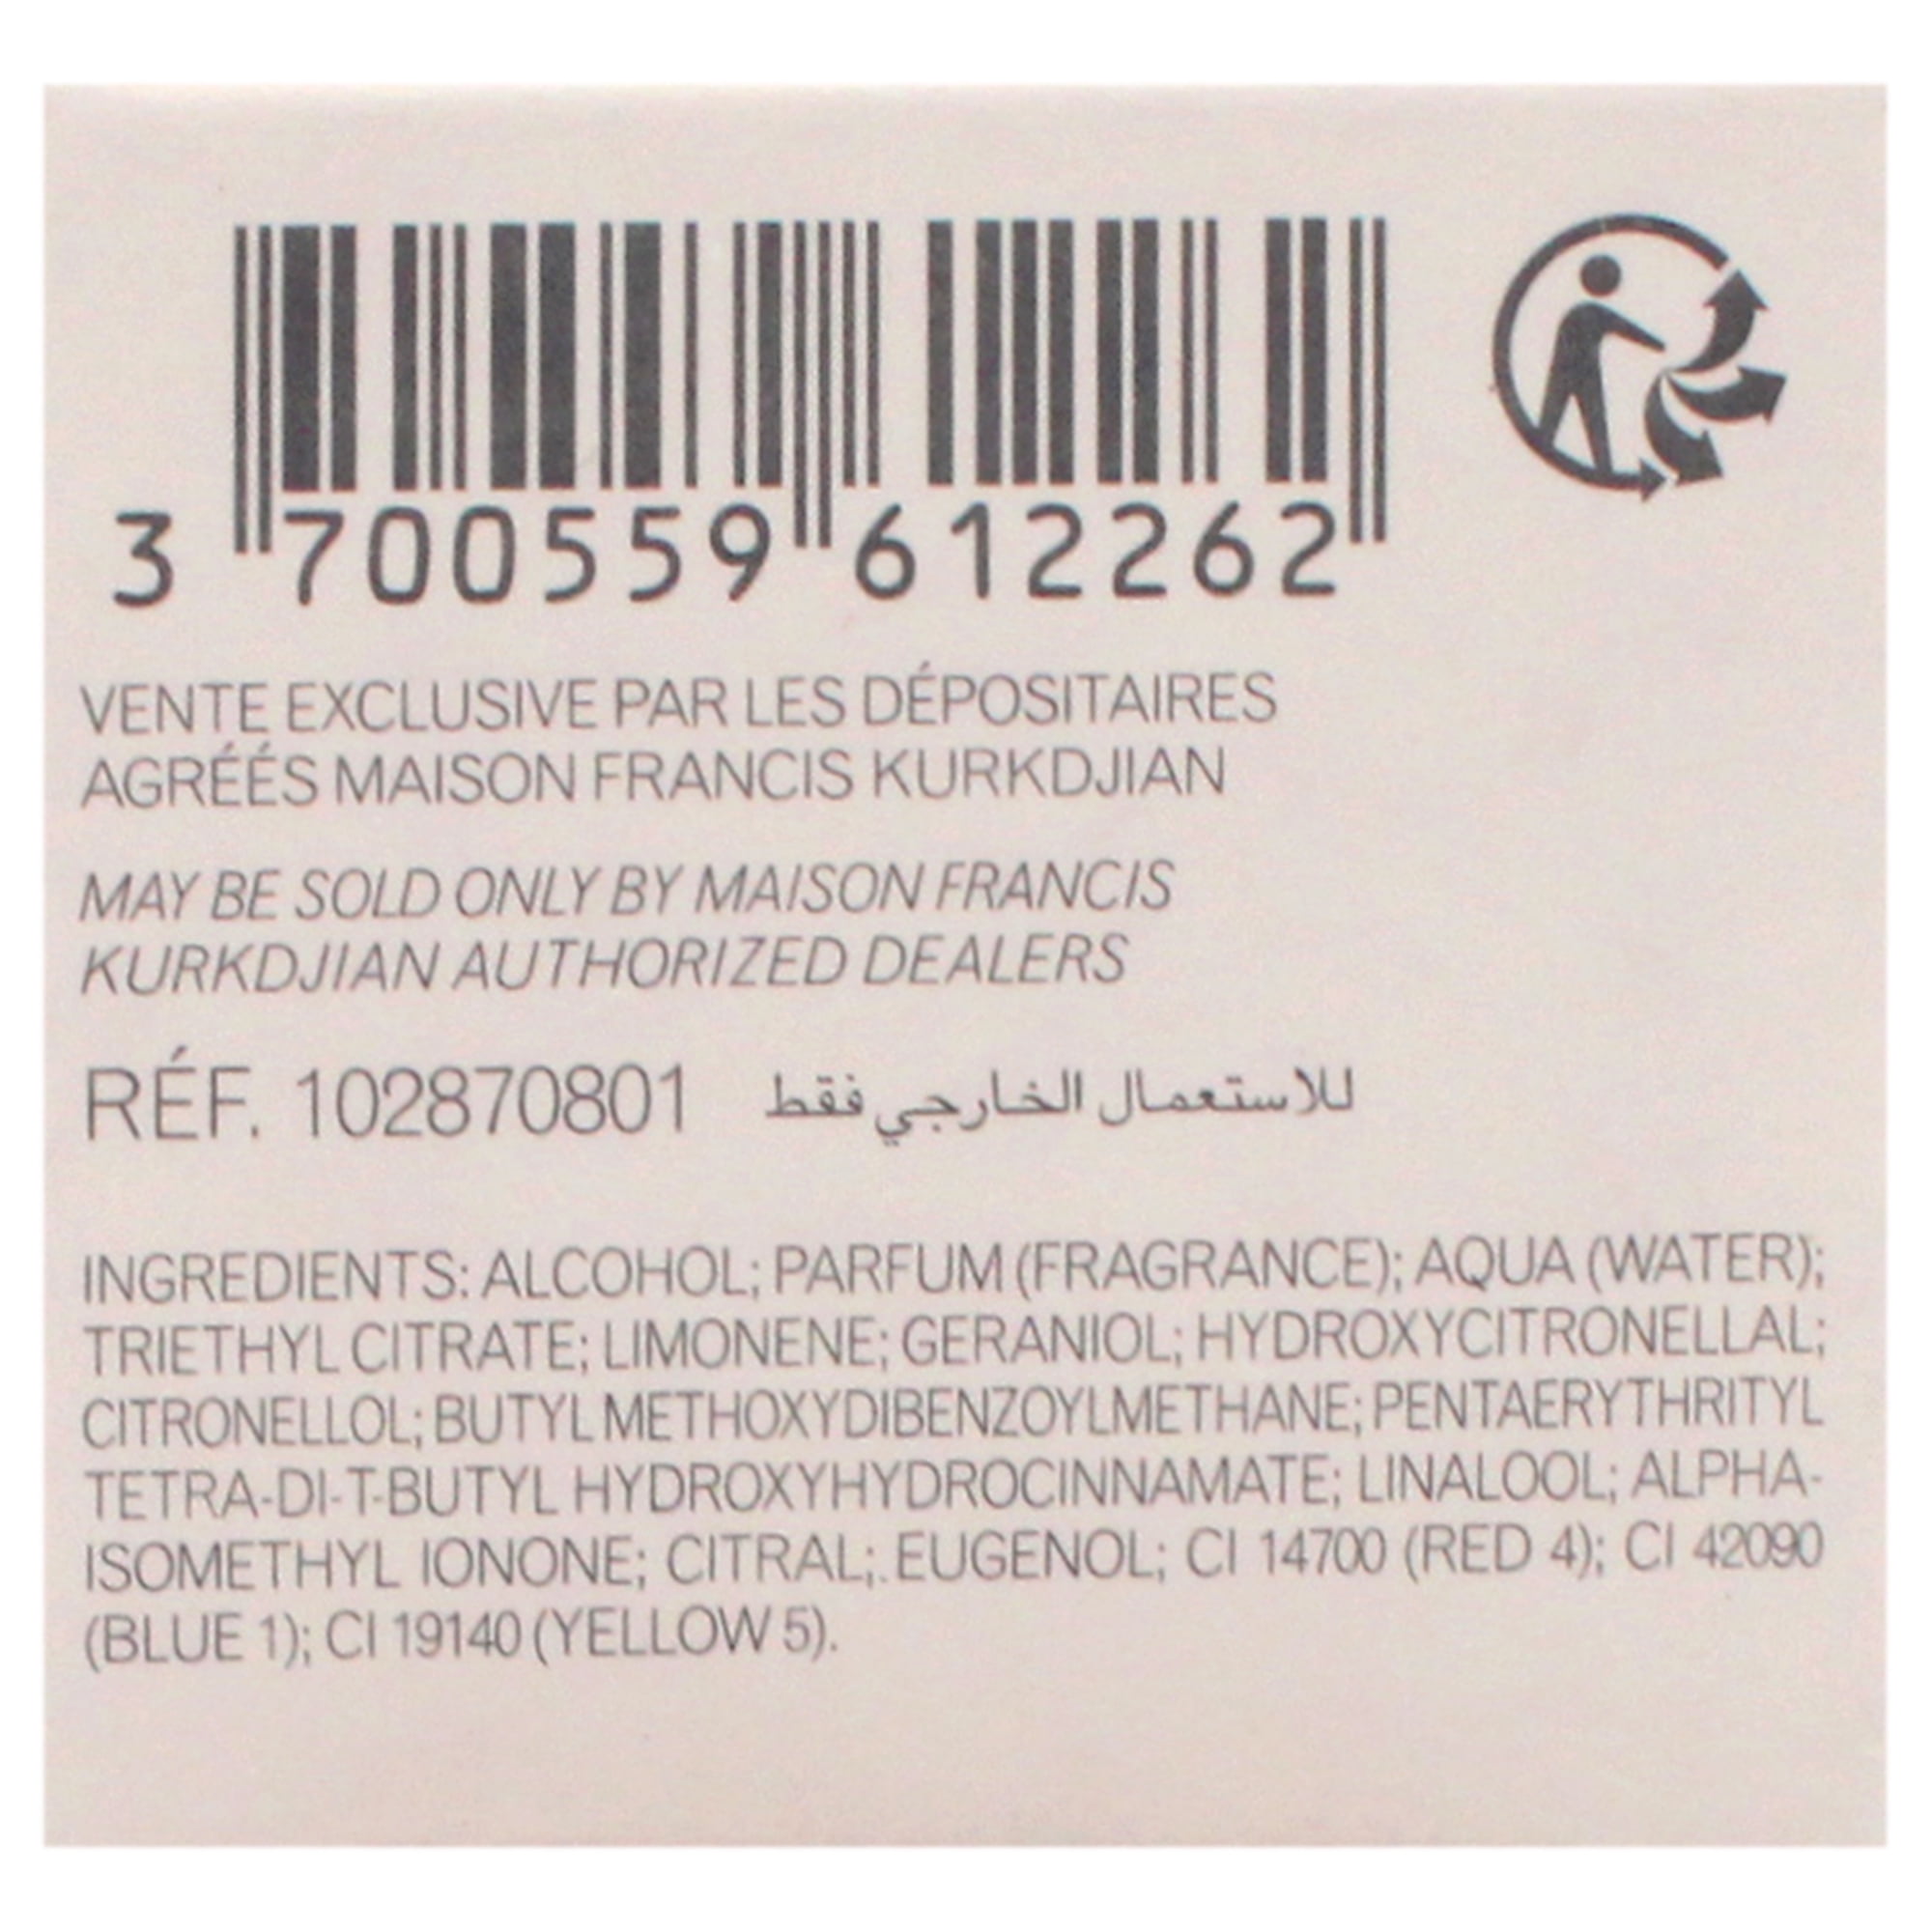 3 700559 612262
VENTE EXCLUSIVE PAR LES DÉPOSITAIRES
AGRÉÉS MAISON FRANCIS KURKDJIAN
MAY BE SOLD ONLY BY MAISON FRANCIS
KURKDJIAN AUTHORIZED DEALERS
RÉF. 102870801 للاستعمال الخارجي فقط
INGREDIENTS: ALCOHOL; PARFUM (FRAGRANCE); AQUA (WATER);
TRIETHYL CITRATE; LIMONENE; GERANIOL; HYDROXYCITRONELLAL;
CITRONELLOL; BUTYL METHOXYDIBENZOYLMETHANE; PENTAERYTHRITYL
TETRA-DI-T-BUTYL HYDROXYHYDROCINNAMATE; LINALOOL; ALPHA-
ISOMETHYL IONONE; CITRAL; EUGENOL; CI 14700 (RED 4); CI 42090
(BLUE 1); CI 19140 (YELLOW 5).